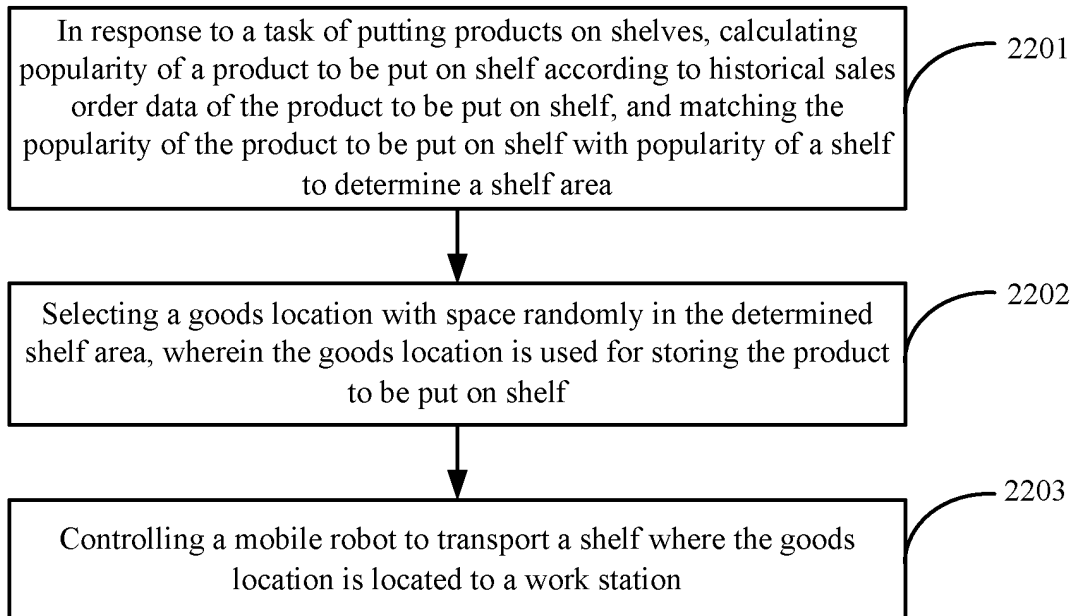 In response to a task of putting products on shelves, calculating
popularity of a product to be put on shelf according to historical sales
order data of the product to be put on shelf, and matching the
popularity of the product to be put on shelf with popularity of a shelf
to determine a shelf area
2201
Selecting a goods location with space randomly in the determined
shelf area, wherein the goods location is used for storing the product
to be put on shelf
2202
Controlling a mobile robot to transport a shelf where the goods
location is located to a work station
2203